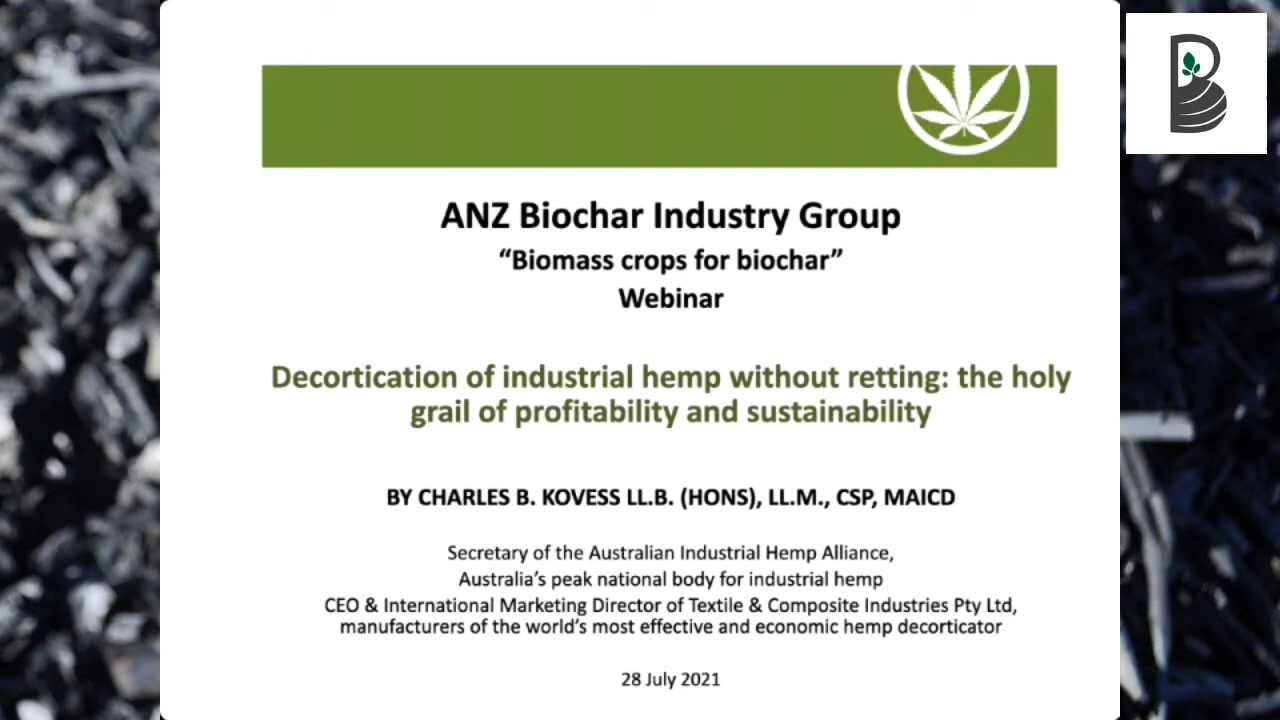 ANZ Biochar Industry Group
“Biomass crops for biochar”
Webinar
Decortication of industrial hemp without retting: the holy
grail of profitability and sustainability
BY CHARLES B. KOVESS LL.B. (HONS), LL.M., CSP, MAICD
Secretary of the Australian Industrial Hemp Alliance,
Australia’s peak national body for industrial hemp
CEO & International Marketing Director of Textile & Composite Industries Pty Ltd,
manufacturers of the world’s most effective and economic hemp decorticator
28 July 2021